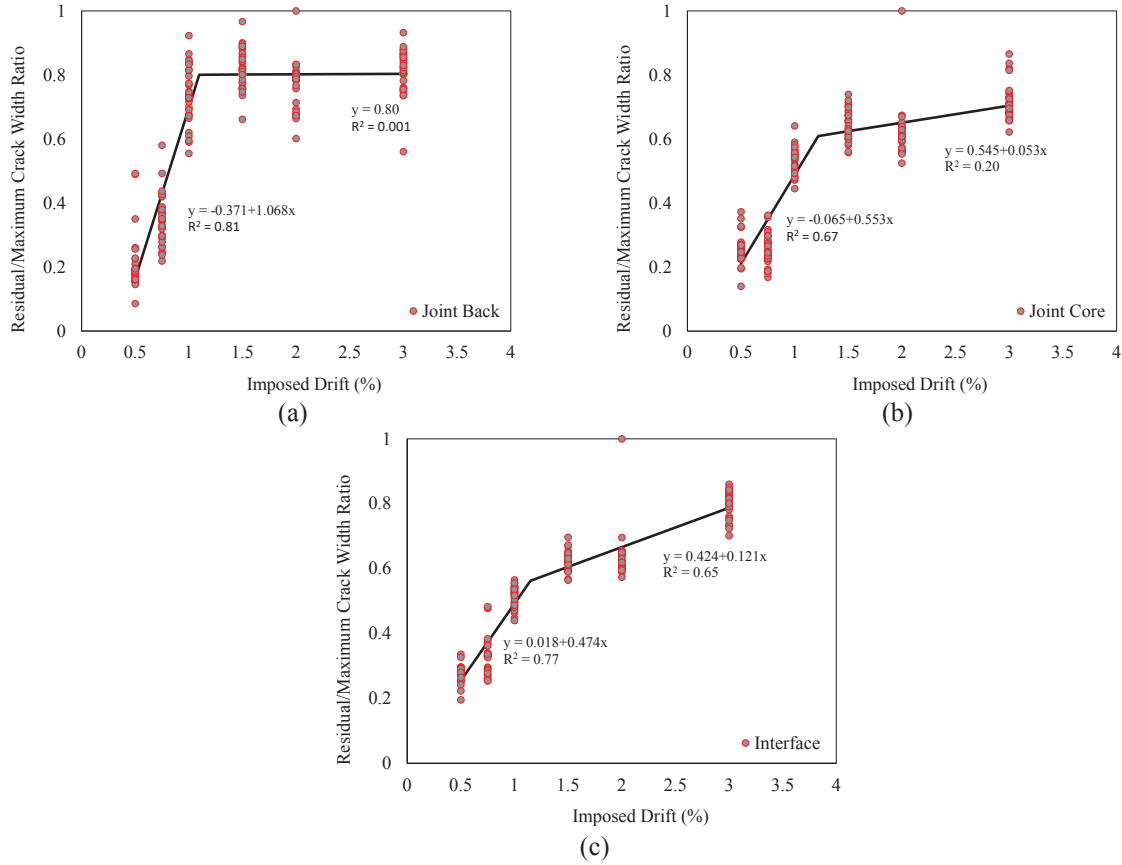 Residual/Maximum Crack Width Ratio
1
0.8
0.6
0.4
0.2
0
y = 0.80
R² = 0.001
y = -0.371+1.068x
R² = 0.81
Joint Back
0 0.5 1 1.5 2 2.5 3 3.5 4
Imposed Drift (%)
(a)
Residual/Maximum Crack Width Ratio
1
0.8
0.6
0.4
0.2
0
y = 0.545+0.053x
R² = 0.20
y = -0.065+0.553x
R² = 0.67
Joint Core
0 0.5 1 1.5 2 2.5 3 3.5 4
Imposed Drift (%)
(b)
Residual/Maximum Crack Width Ratio
1
0.8
0.6
0.4
0.2
0
y = 0.424+0.121x
R² = 0.65
y = 0.018+0.474x
R² = 0.77
Interface
0 0.5 1 1.5 2 2.5 3 3.5 4
Imposed Drift (%)
(c)